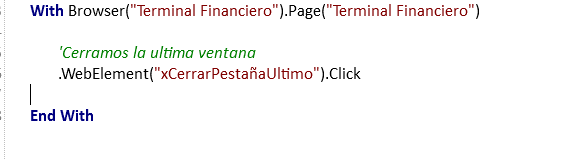 With Browser("Terminal Financiero").Page("Terminal Financiero")
'Cerramos la ultima ventana
.WebElement("xCerrarPestañaUltimo").Click
End With